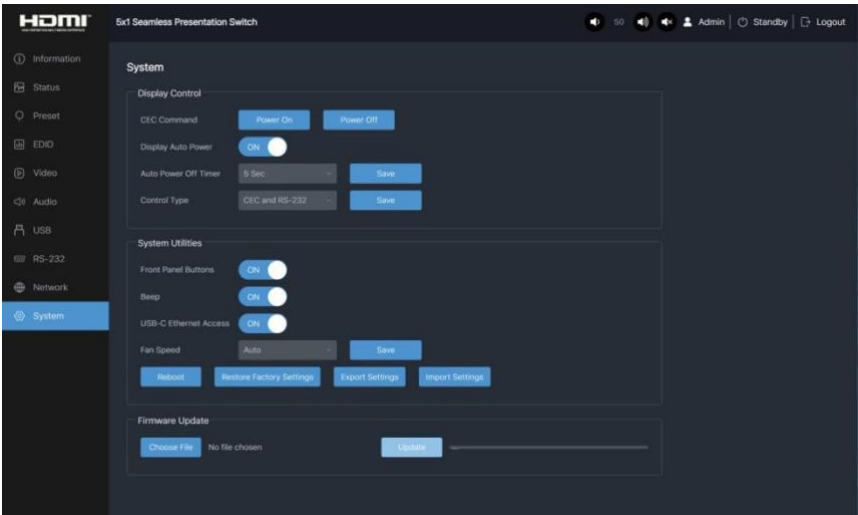 HDMI
5x1 Seamless Presentation Switch
50
Admin
Standby
Logout
Information
Status
Preset
EDID
Video
Audio
USB
RS-232
Network
System
System
Display Control
CEC Command Power On Power Off
Display Auto Power ON
Auto Power Off Timer 5 Sec Save
Control Type CEC and RS-232 Save
System Utilities
Front Panel Buttons ON
Beep ON
USB-C Ethernet Access ON
Fan Speed Auto Save
Reboot Restore Factory Settings Export Settings Import Settings
Firmware Update
Choose File No file chosen Update